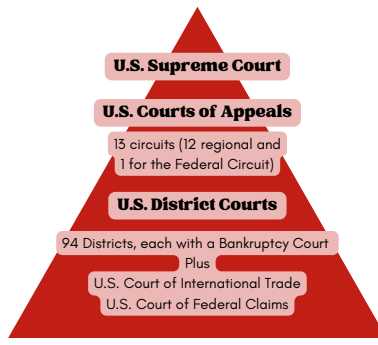 U.S. Supreme Court
U.S. Courts of Appeals
13 circuits (12 regional and
1 for the Federal Circuit)
U.S. District Courts
94 Districts, each with a Bankruptcy Court
Plus
U.S. Court of International Trade
U.S. Court of Federal Claims